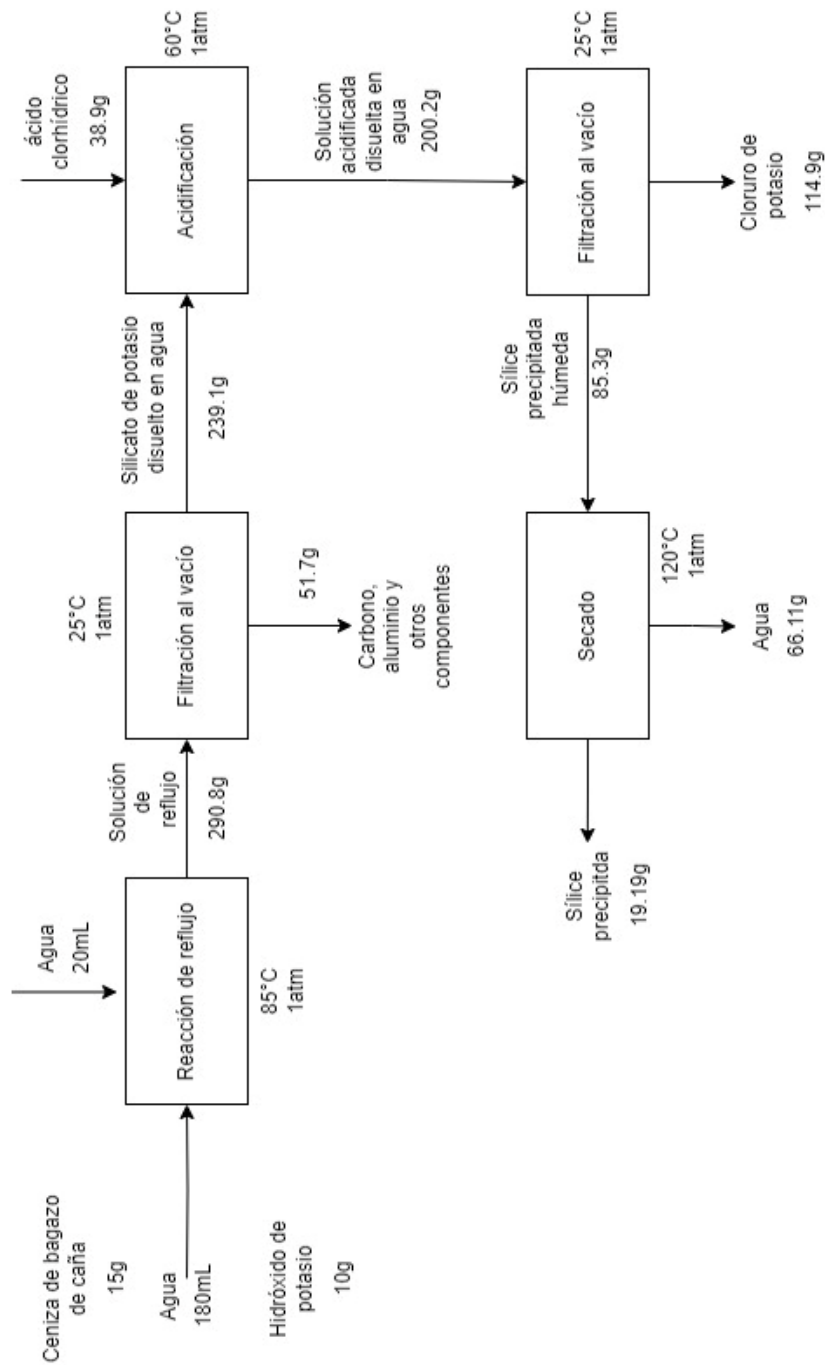 Ceniza de bagazo
de caña
15g
Agua
180mL
Hidróxido de
potasio
10g
Agua
20mL
Reacción de reflujo
85°C
1atm
Solución
de
reflujo
290.8g
25°C
1atm
Filtración al vacío
51.7g
Carbono,
aluminio y
otros
componentes
Silicato de potasio
disuelto en agua
239.1g
ácido
clorhídrico
38.9g
60°C
1atm
Acidificación
Solución
acidificada
disuelta en
agua
200.2g
25°C
1atm
Filtración al vacío
Cloruro de
potasio
114.9g
Sílice
precipitada
húmeda
85.3g
Secado
120°C
1atm
Agua
66.11g
Sílice
precipitda
19.19g